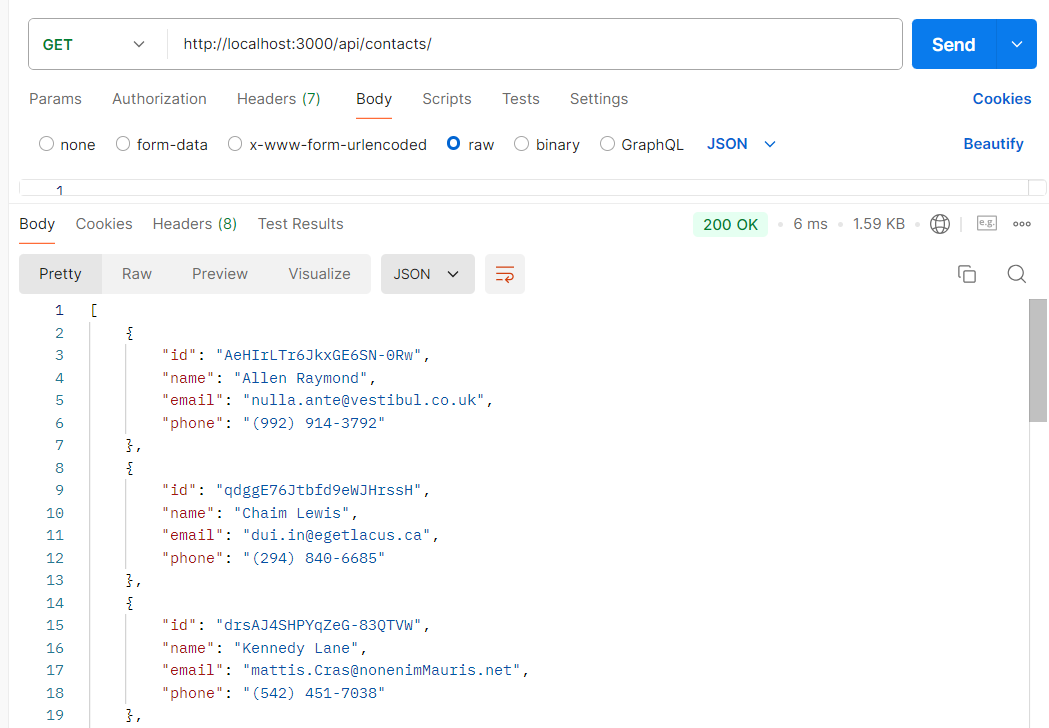 GET http://localhost:3000/api/contacts/ Send
Params Authorization Headers (7) Body Scripts Tests Settings Cookies
none form-data x-www-form-urlencoded raw binary GraphQL JSON Beautify
1
Body Cookies Headers (8) Test Results 200 OK 6 ms 1.59 KB e.g.
Pretty Raw Preview Visualize JSON
1 [
2 {
3 "id": "AeHIrLTr6JkxGE6SN-0Rw",
4 "name": "Allen Raymond",
5 "email": "nulla.ante@vestibul.co.uk",
6 "phone": "(992) 914-3792"
7 },
8 {
9 "id": "qdggE76Jtbfd9eWJHrssH",
10 "name": "Chaim Lewis",
11 "email": "dui.in@egetlacus.ca",
12 "phone": "(294) 840-6685"
13 },
14 {
15 "id": "drsAJ4SHPYqZeG-83QTVW",
16 "name": "Kennedy Lane",
17 "email": "mattis.Cras@nonenimMauris.net",
18 "phone": "(542) 451-7038"
19 },